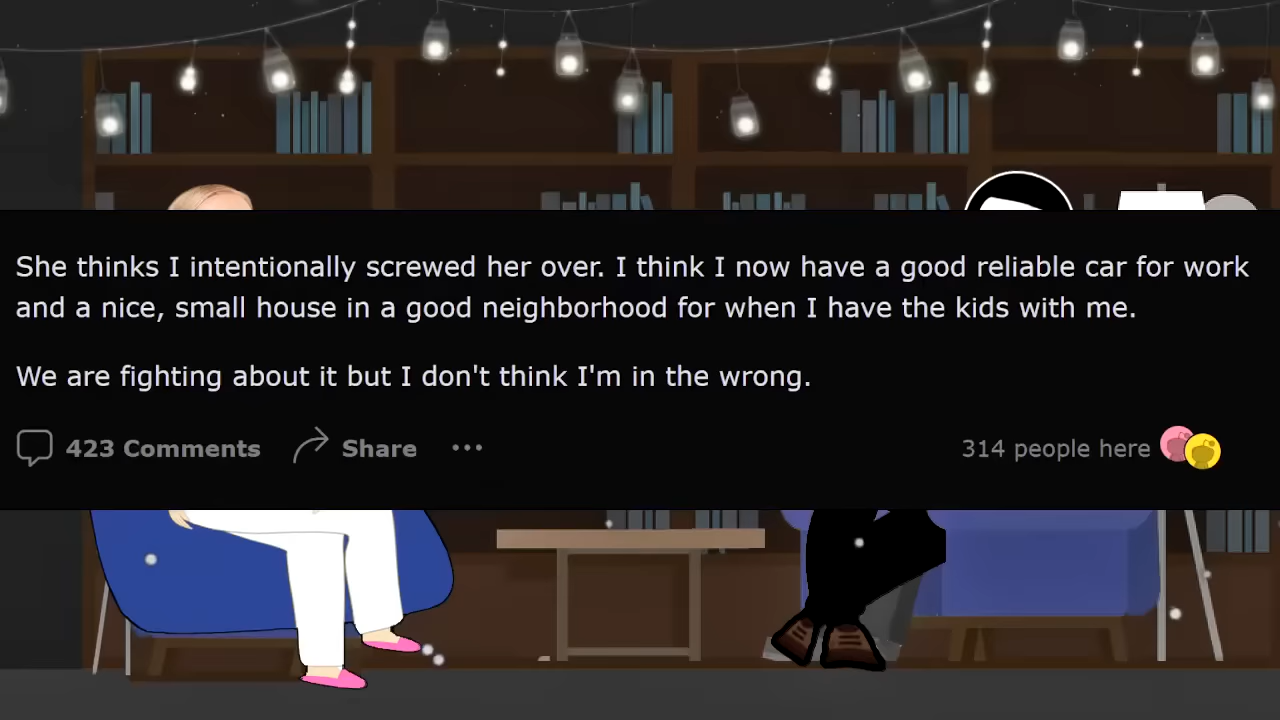 She thinks I intentionally screwed her over. I think I now have a good reliable car for work
and a nice, small house in a good neighborhood for when I have the kids with me.
We are fighting about it but I don't think I'm in the wrong.
423 Comments Share ••• 314 people here